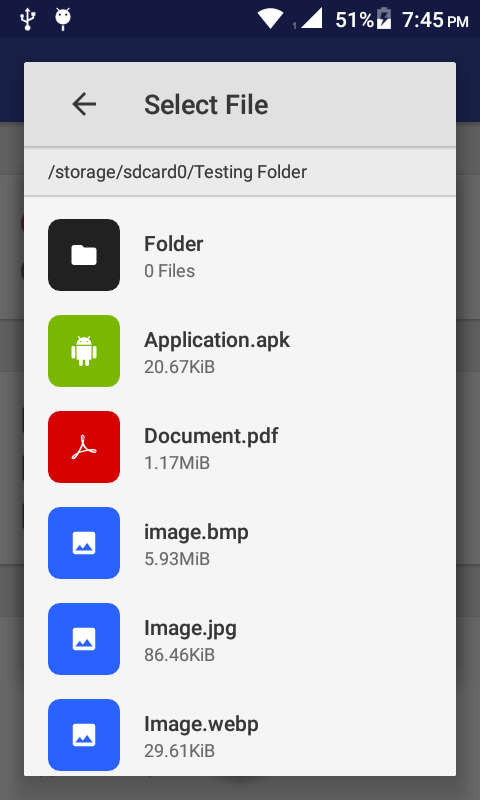 51% 7:45 PM
Select File
/storage/sdcard0/Testing Folder
Folder
0 Files
Application.apk
20.67KiB
Document.pdf
1.17MiB
image.bmp
5.93MiB
Image.jpg
86.46KiB
Image.webp
29.61KiB